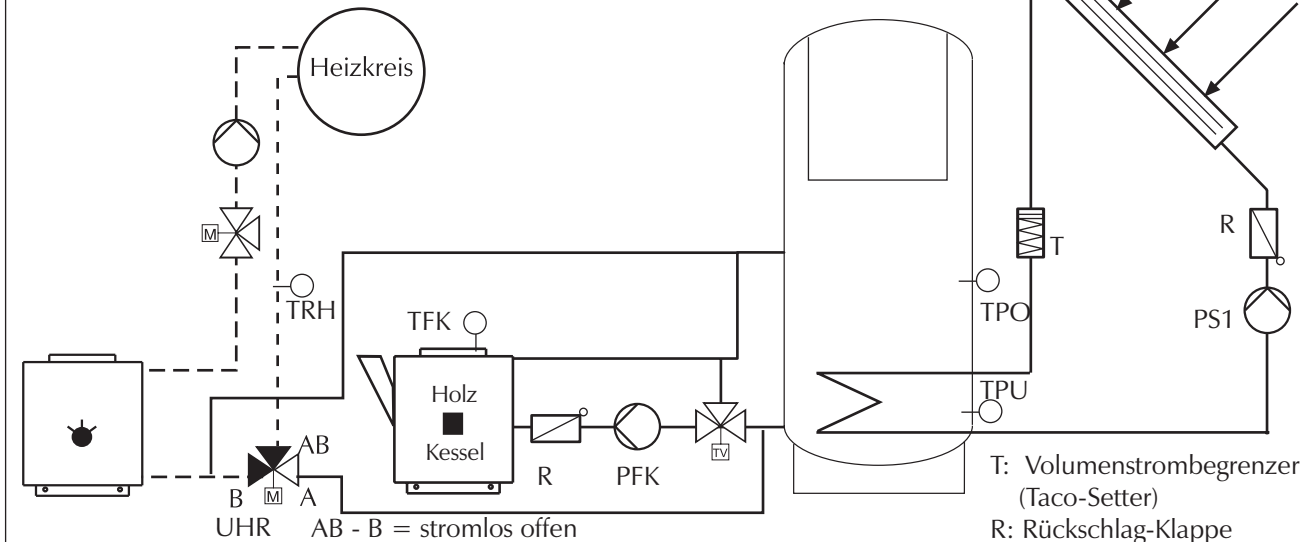 Heizkreis
M
TRH
TFK
Holz
Kessel
R
PFK
TV
TPO
TPU
T
R
PS1
AB
B
M
A
UHR
AB - B = stromlos offen
T: Volumenstrombegrenzer
(Taco-Setter)
R: Rückschlag-Klappe